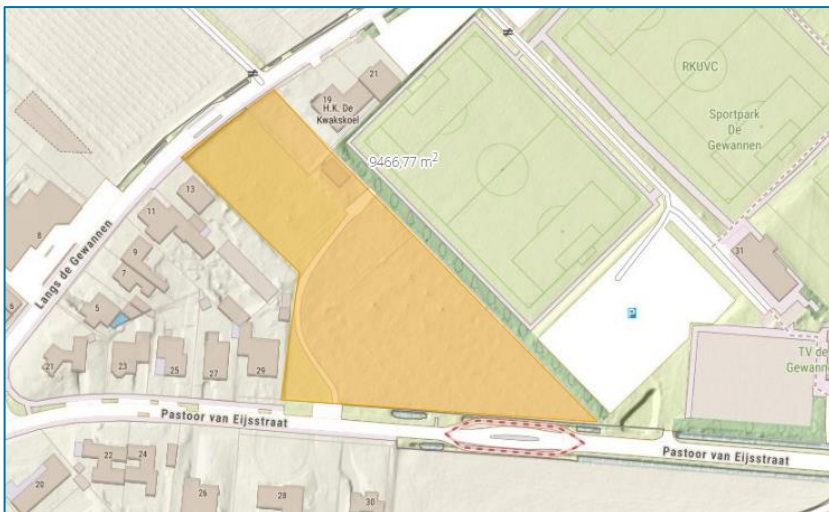 RKUVC
Sportpark
De
Gewannen
21
19
H.K. De
Kwakskoel
9466,77 m²
13
11
9
7
5
8
6
Langs de Gewannen
31
P
TV de
Gewanne
21
23
25
27
29
Pastoor van Eijsstraat
Pastoor van Eijsstraat
22
24
20
26
28
30